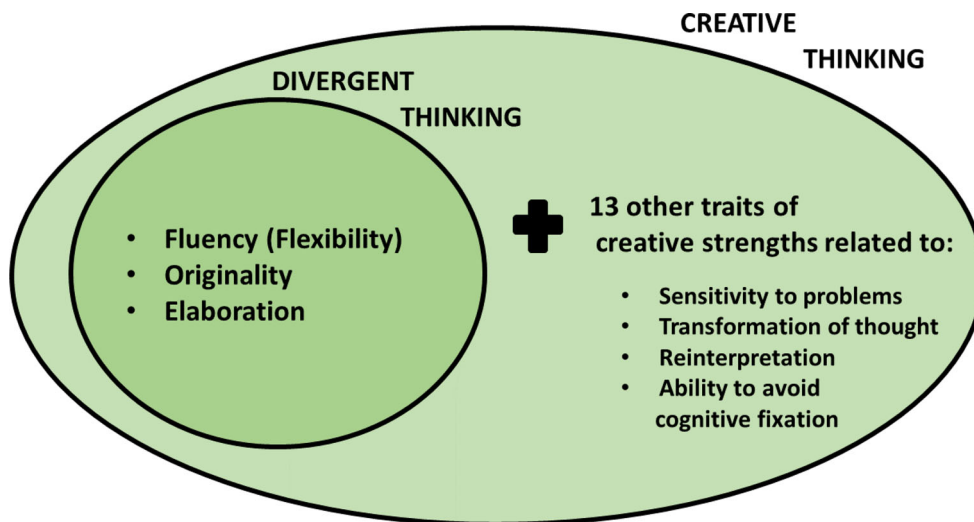 CREATIVE
THINKING
DIVERGENT
THINKING
• Fluency (Flexibility)
• Originality
• Elaboration
13 other traits of
creative strengths related to:
• Sensitivity to problems
• Transformation of thought
• Reinterpretation
• Ability to avoid
cognitive fixation